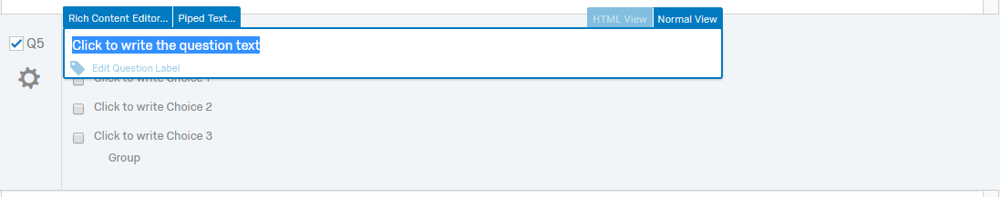 Rich Content Editor... Piped Text... HTML View Normal View
Q5 Click to write the question text
Edit Question Label
Click to write Choice 1
Click to write Choice 2
Click to write Choice 3
Group